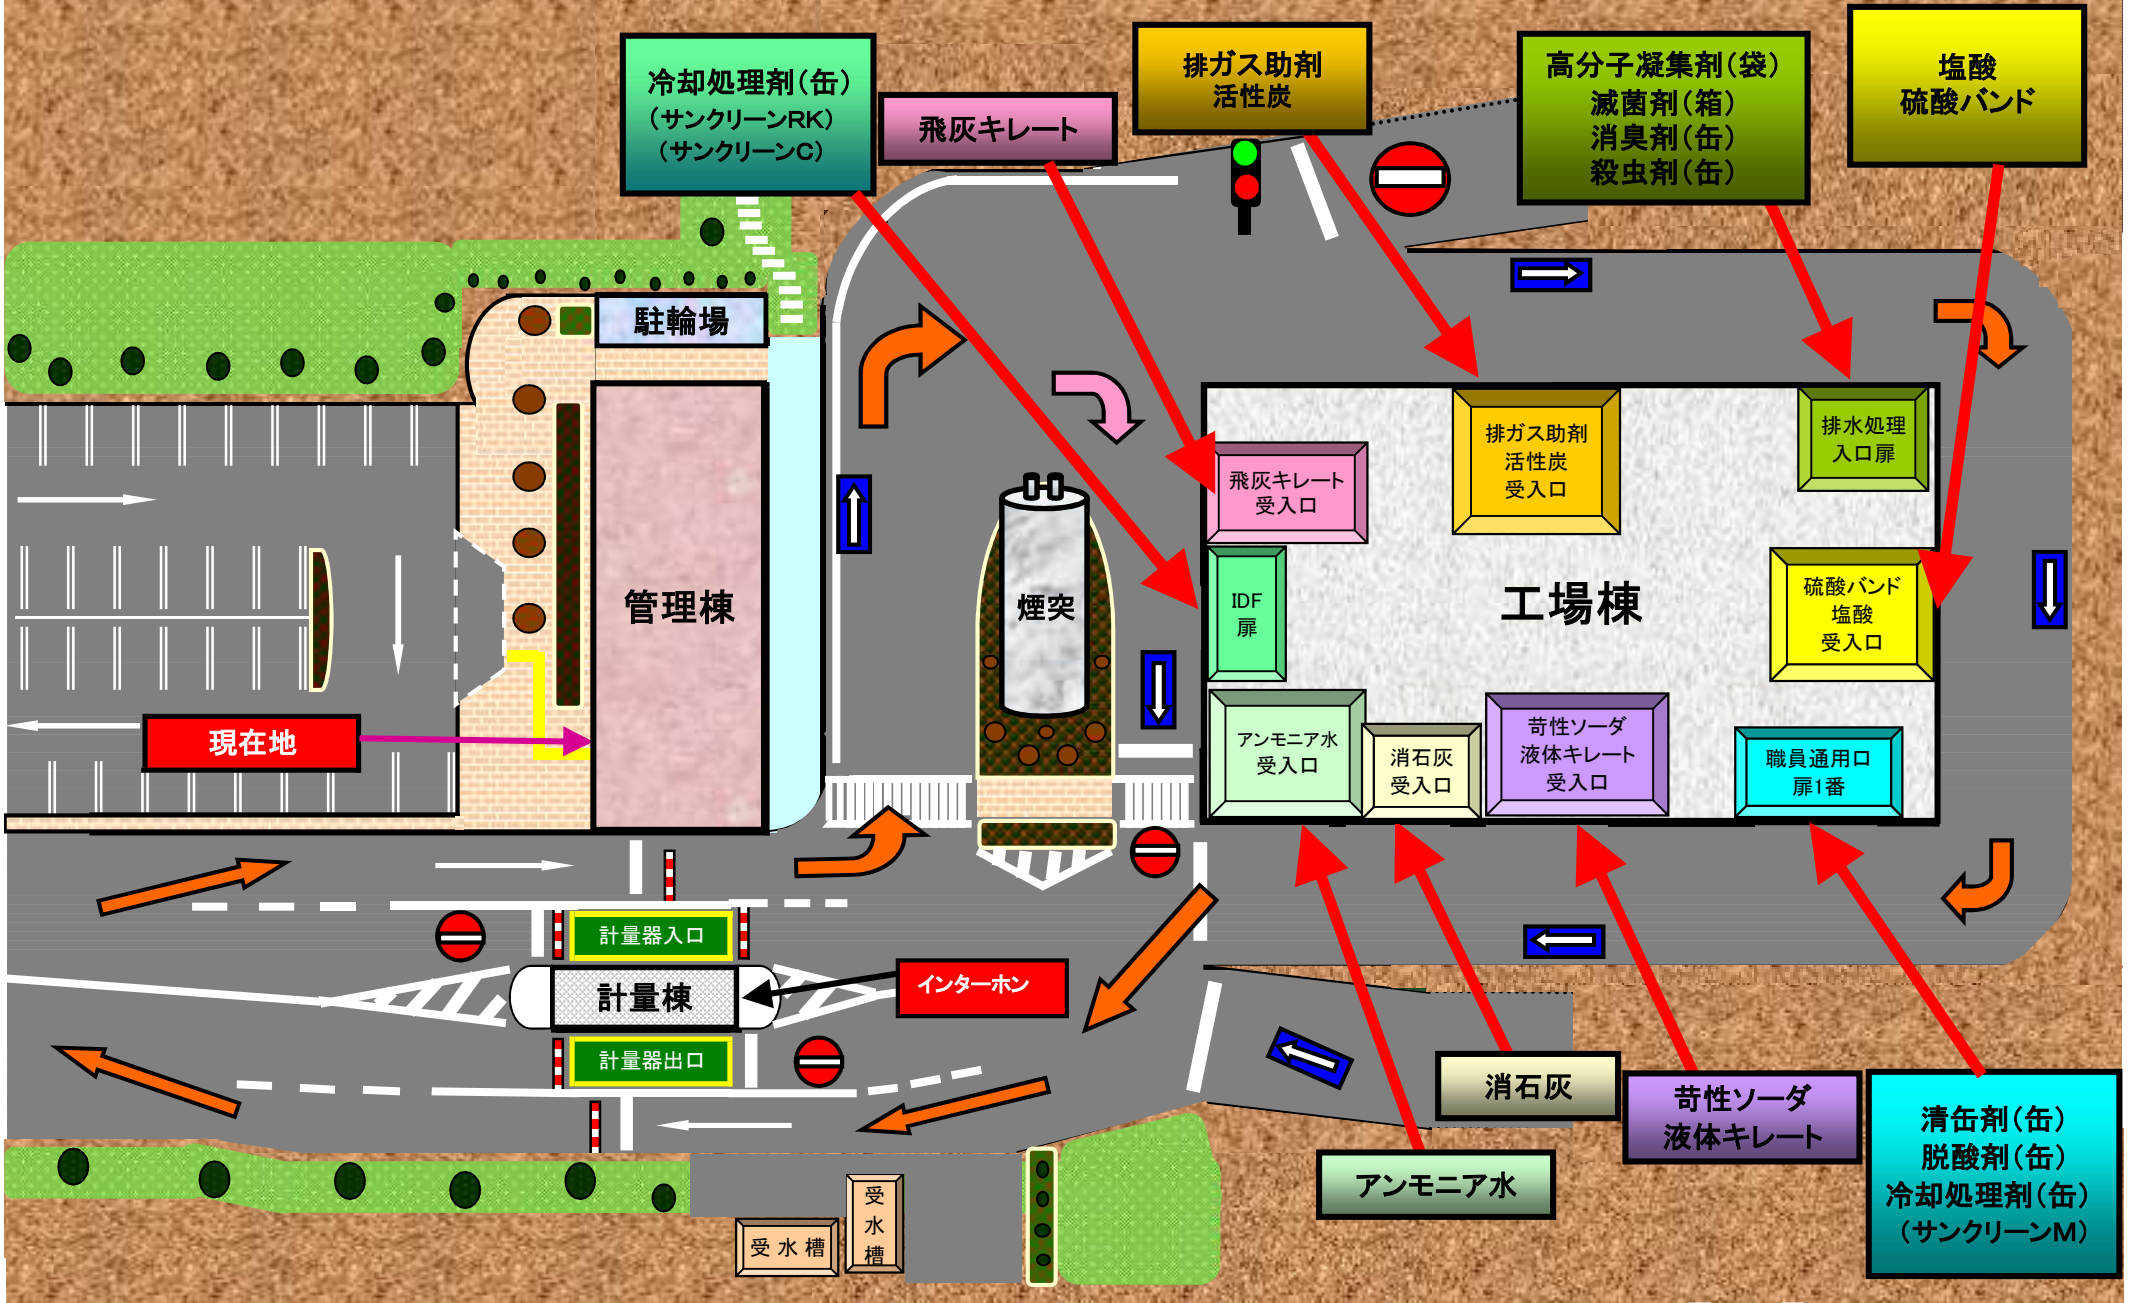 冷却処理剤(缶)
(サンクリーンRK)
(サンクリーンC)
飛灰キレート
排ガス助剤
活性炭
高分子凝集剤(袋)
滅菌剤(箱)
消臭剤(缶)
殺虫剤(缶)
塩酸
硫酸バンド
駐輪場
管理棟
煙突
工場棟
飛灰キレート
受入口
排ガス助剤
活性炭
受入口
排水処理
入口扉
IDF
扉
硫酸バンド
塩酸
受入口
アンモニア水
受入口
消石灰
受入口
苛性ソーダ
液体キレート
受入口
職員通用口
扉1番
現在地
計量器入口
計量棟
インターホン
計量器出口
消石灰
苛性ソーダ
液体キレート
アンモニア水
清缶剤(缶)
脱酸剤(缶)
冷却処理剤(缶)
(サンクリーンM)
受水槽
受
水
槽